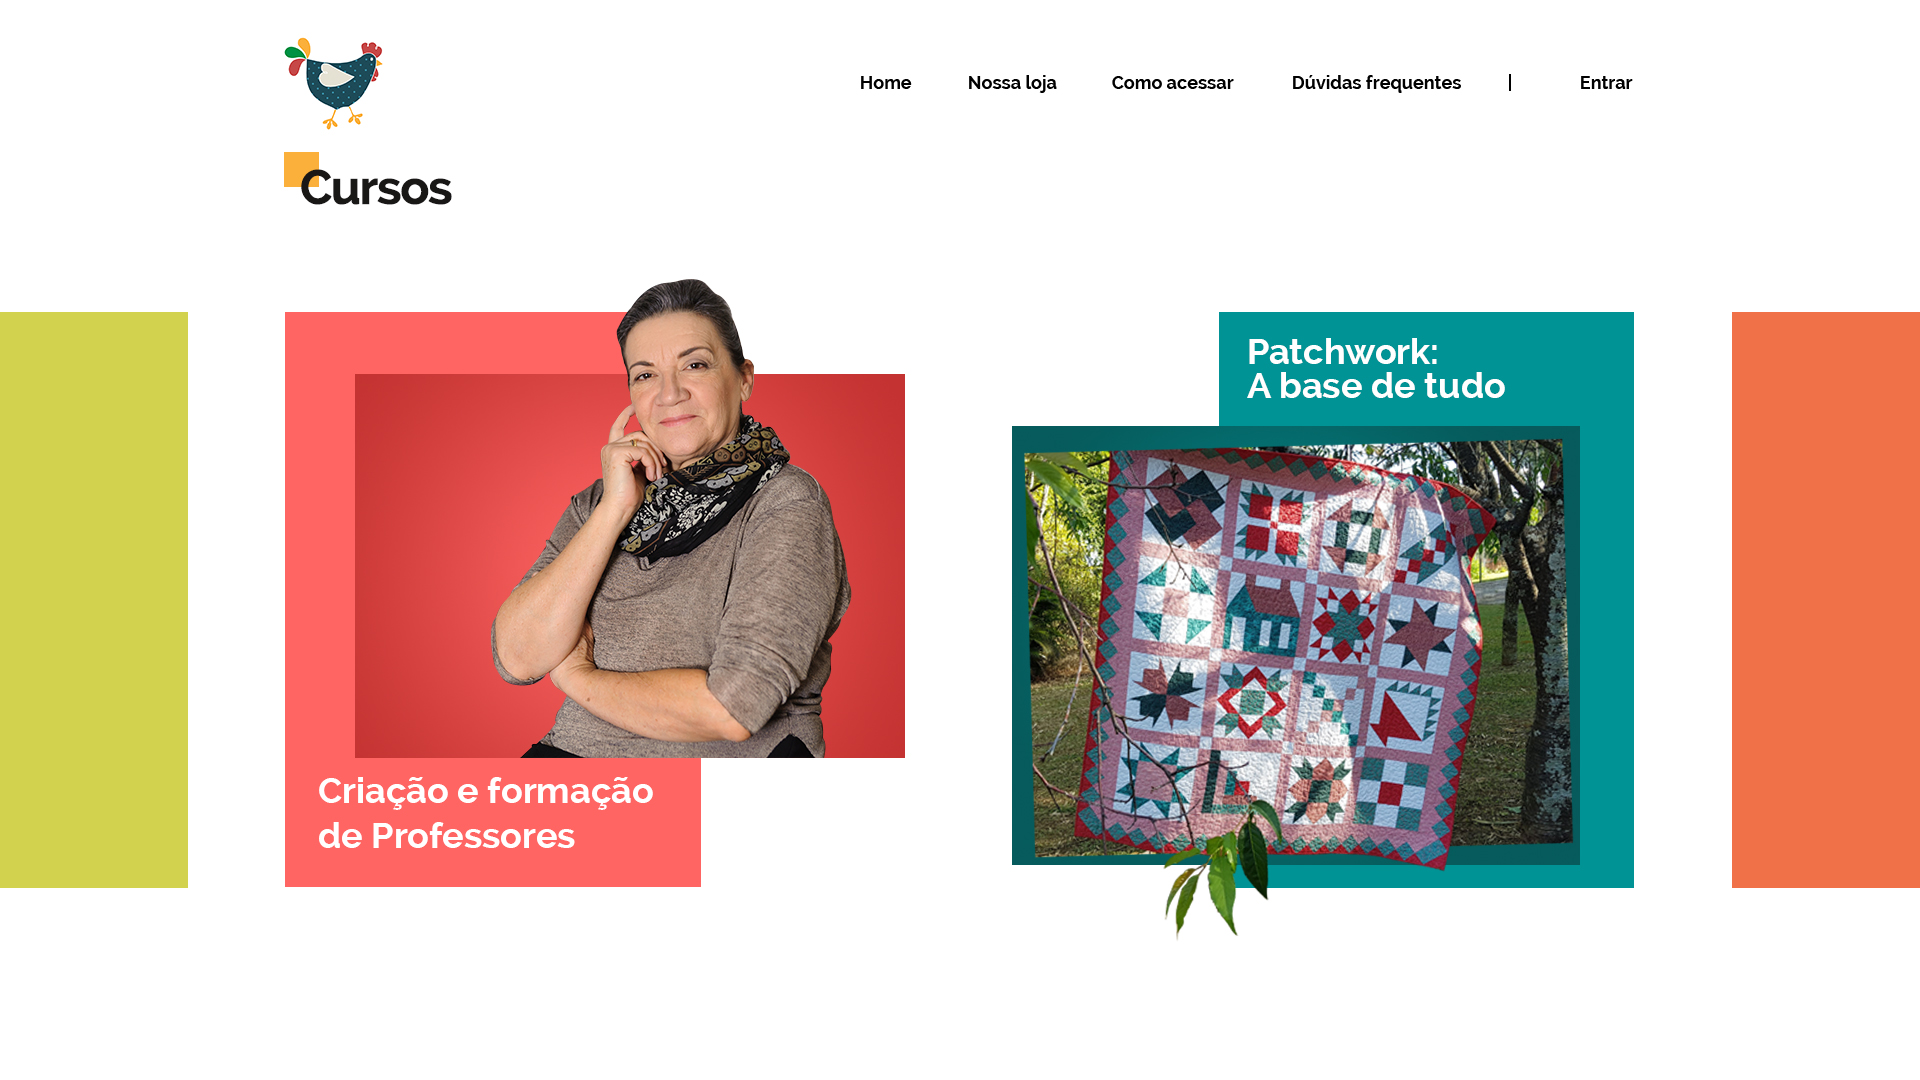 Home
Nossa loja
Como acessar
Dúvidas frequentes
Entrar
Cursos
Criação e formação
de Professores
Patchwork:
A base de tudo